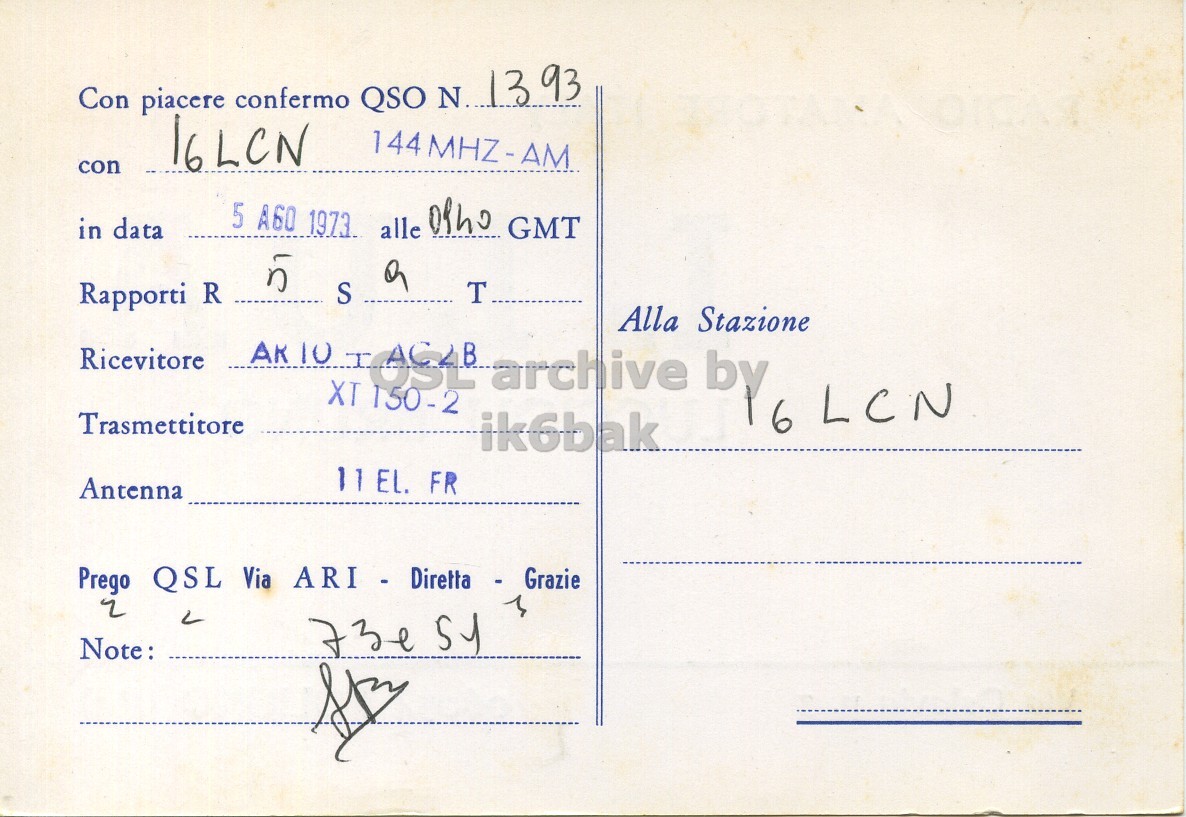 Con piacere confermo QSO N. 1393
con I6LCN 144 MHZ - AM
in data 5 AGO 1973 alle GMT
Rapporti R 5 S 9 T
Ricevitore AR 10 + AC2B
XT 150-2
Trasmettitore
Antenna 11 EL. FR
Prego QSL Via ARI - Diretta - Grazie
Note: 73 e 51
Alla Stazione
I6LCN
QSL archive by
ik6bak